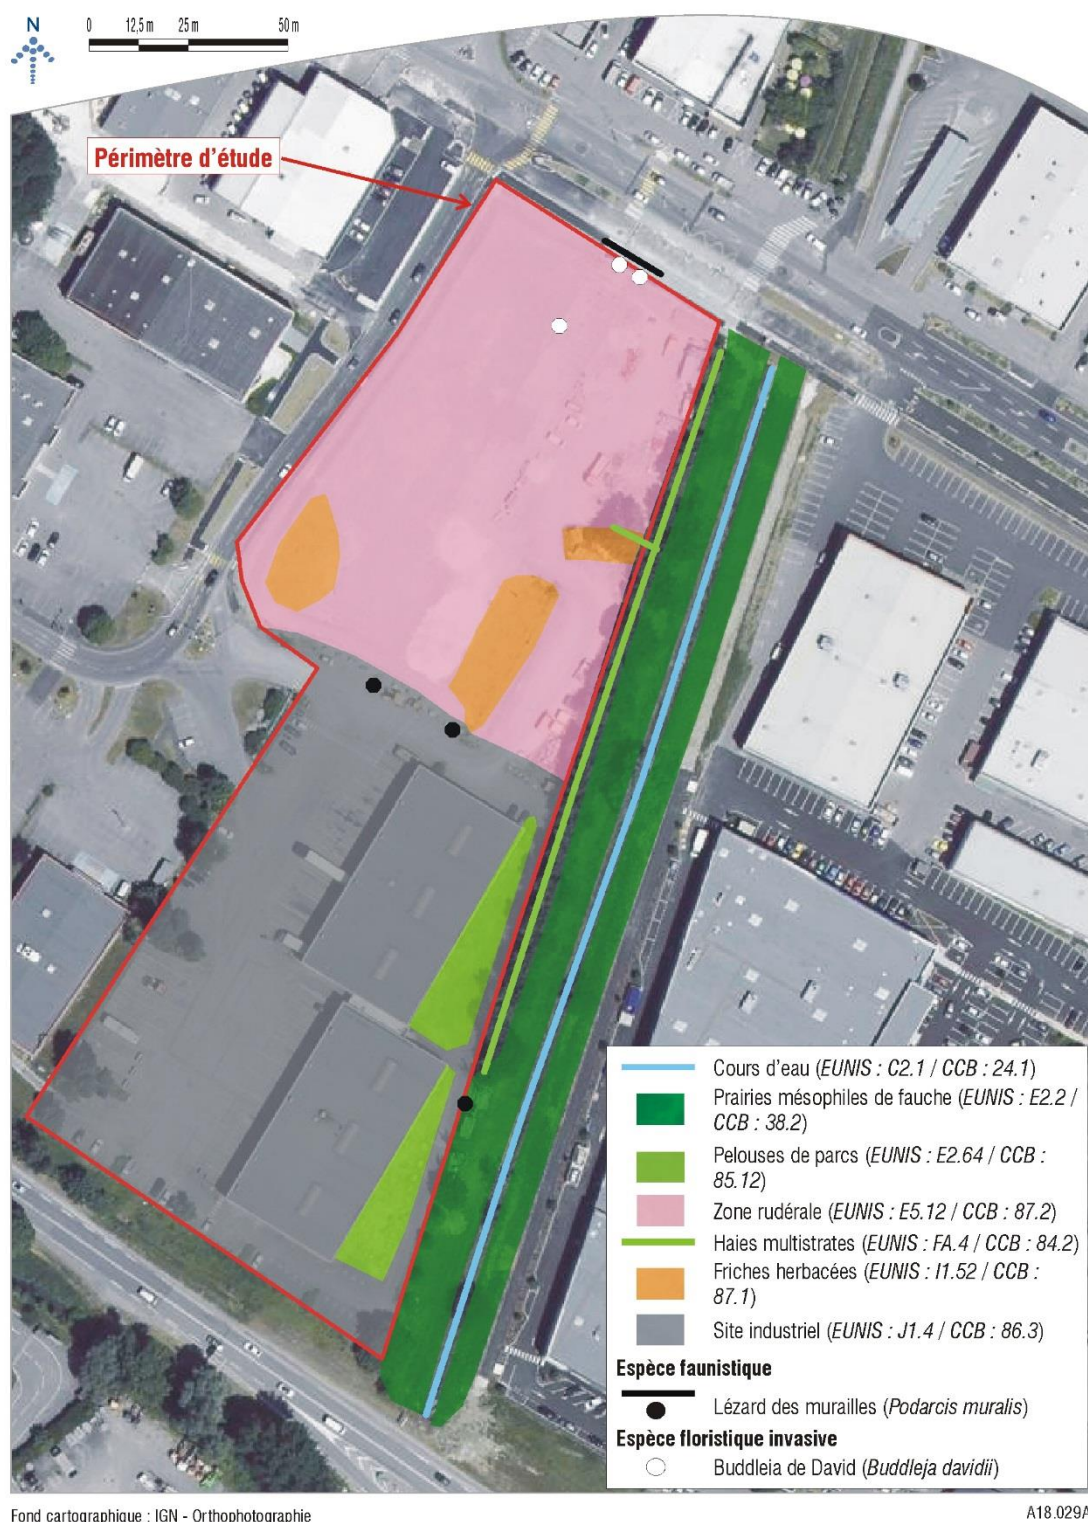 N
0 12,5 m 25 m 50 m
Périmètre d'étude
Cours d'eau (EUNIS : C2.1 / CCB : 24.1)
Prairies mésophiles de fauche (EUNIS : E2.2 /
CCB : 38.2)
Pelouses de parcs (EUNIS : E2.64 / CCB :
85.12)
Zone rudérale (EUNIS : E5.12 / CCB : 87.2)
Haies multistrates (EUNIS : FA.4 / CCB : 84.2)
Friches herbacées (EUNIS : I1.52 / CCB :
87.1)
Site industriel (EUNIS : J1.4 / CCB : 86.3)
Espèce faunistique
Lézard des murailles (Podarcis muralis)
Espèce floristique invasive
Buddleia de David (Buddleja davidii)
Fond cartographique : IGN - Orthophotographie
A18.029A